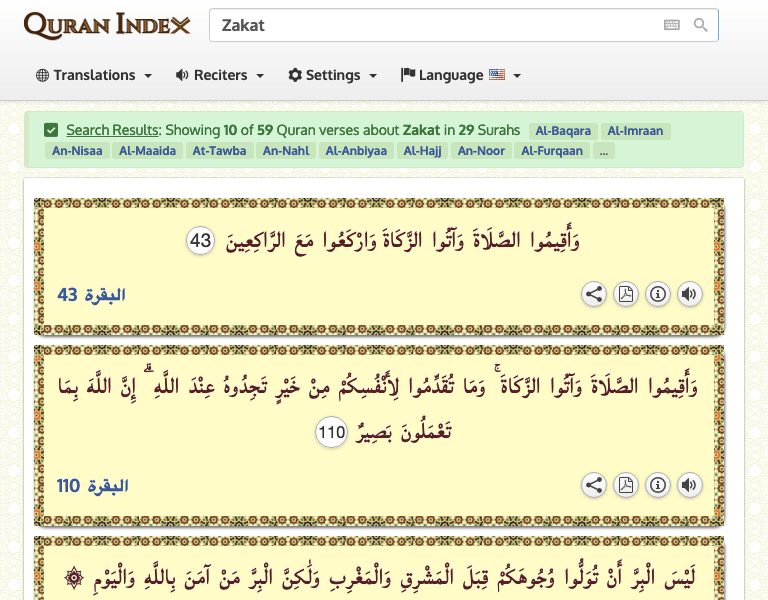 QURAN INDEX
Zakat
Translations Reciters Settings Language
Search Results: Showing 10 of 59 Quran verses about Zakat in 29 Surahs Al-Baqara Al-Imraan
An-Nisaa Al-Maaida At-Tawba An-Nahl Al-Anbiyaa Al-Hajj An-Noor Al-Furqaan ...
وَأَقِيمُوا الصَّلَاةَ وَآتُوا الزَّكَاةَ وَارْكَعُوا مَعَ الرَّاكِعِينَ 43
البقرة 43
وَأَقِيمُوا الصَّلَاةَ وَآتُوا الزَّكَاةَ ۚ وَمَا تُقَدِّمُوا لِأَنْفُسِكُمْ مِنْ خَيْرٍ تَجِدُوهُ عِنْدَ اللَّهِ ۗ إِنَّ اللَّهَ بِمَا
تَعْمَلُونَ بَصِيرٌ 110
البقرة 110
لَيْسَ الْبِرَّ أَنْ تُوَلُّوا وُجُوهَكُمْ قِبَلَ الْمَشْرِقِ وَالْمَغْرِبِ وَلَٰكِنَّ الْبِرَّ مَنْ آمَنَ بِاللَّهِ وَالْيَوْمِ ۞